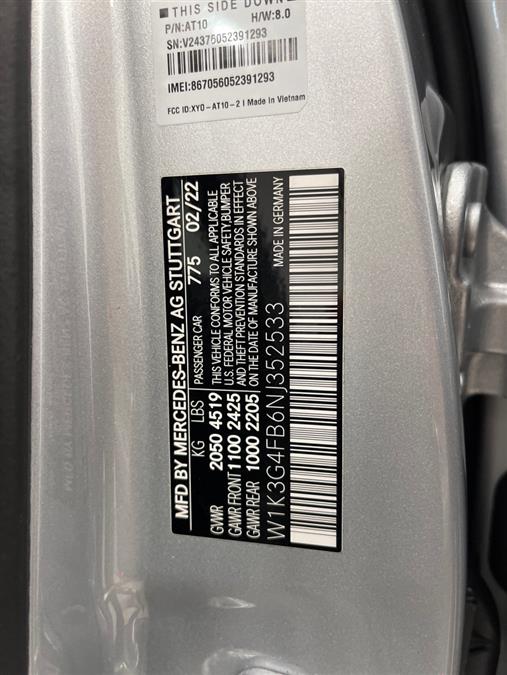 THIS SIDE DOWN
P/N:AT10 H/W:8.0
SN:V24376052391293
IMEI:867056052391293
FCC ID:XYO-AT10-2 I Made in Vietnam
MFD BY MERCEDES-BENZ AG STUTTGART
KG LBS PASSENGER CAR 775 02/22
GVWR 2050 4519 THIS VEHICLE CONFORMS TO ALL APPLICABLE
U.S. FEDERAL MOTOR VEHICLE SAFETY,BUMPER
GAWR FRONT 1100 2425 AND THEFT PREVENTION STANDARDS IN EFFECT
GAWR REAR 1000 2205 ON THE DATE OF MANUFACTURE SHOWN ABOVE
MADE IN GERMANY
W1K3G4FB6NJ352533